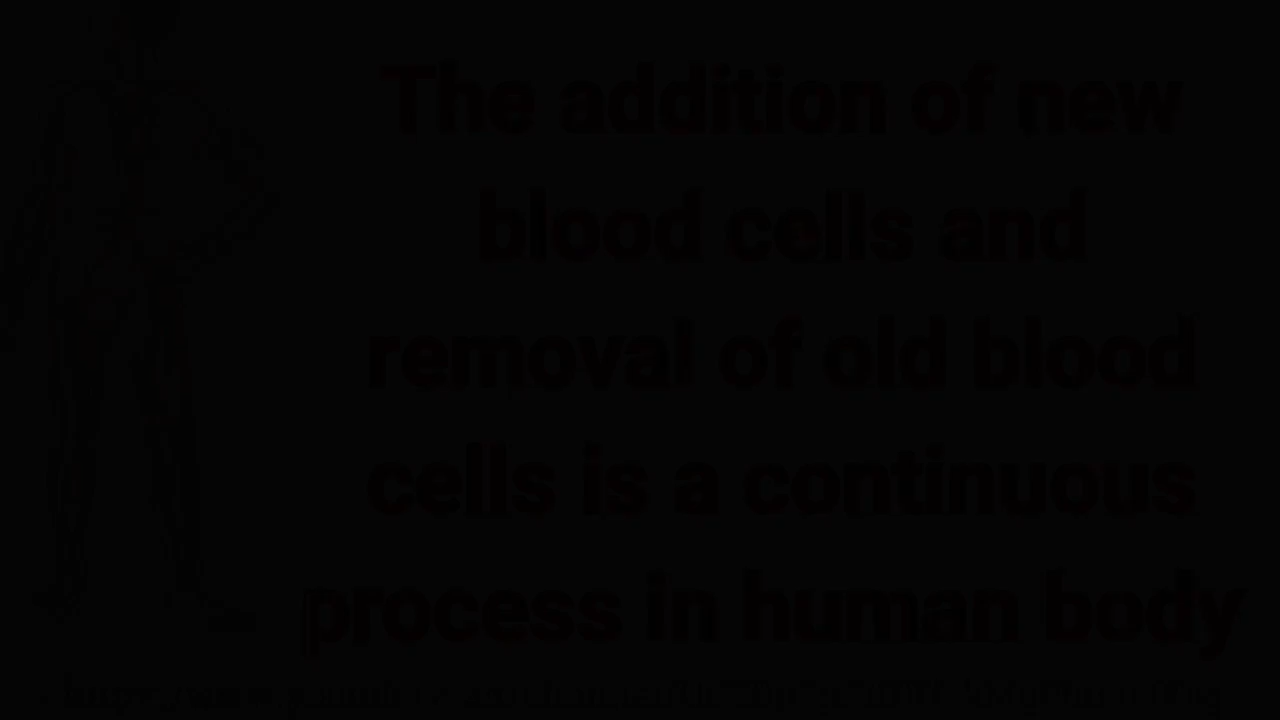 The addition of new
blood cells and
removal of old blood
cells is a continuous
process in human body